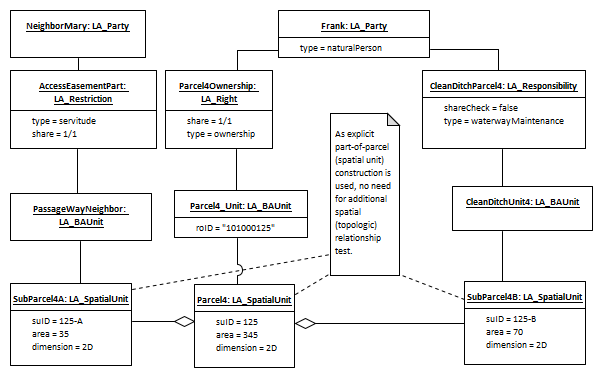 NeighborMary: LA_Party
Frank: LA_Party
type = naturalPerson
AccessEasementPart:
LA_Restriction
type = servitude
share = 1/1
Parcel4Ownership:
LA_Right
share = 1/1
type = ownership
CleanDitchParcel4: LA_Responsibility
shareCheck = false
type = waterwayMaintenance
As explicit
part-of-parcel
(spatial unit)
construction is
used, no need
for additional
spatial
(topologic)
relationship
test.
PassageWayNeighbor:
LA_BAUnit
Parcel4_Unit: LA_BAUnit
roID = "101000125"
CleanDitchUnit4: LA_BAUnit
SubParcel4A: LA_SpatialUnit
suID = 125-A
area = 35
dimension = 2D
Parcel4: LA_SpatialUnit
suID = 125
area = 345
dimension = 2D
SubParcel4B: LA_SpatialUnit
suID = 125-B
area = 70
dimension = 2D